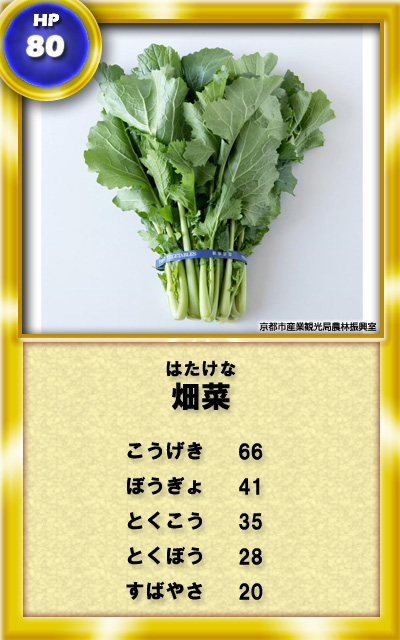 HP
80
京都市産業観光局農林振興室
はたけな
畑菜
こうげき 66
ぼうぎょ 41
とくこう 35
とくぼう 28
すばやさ 20